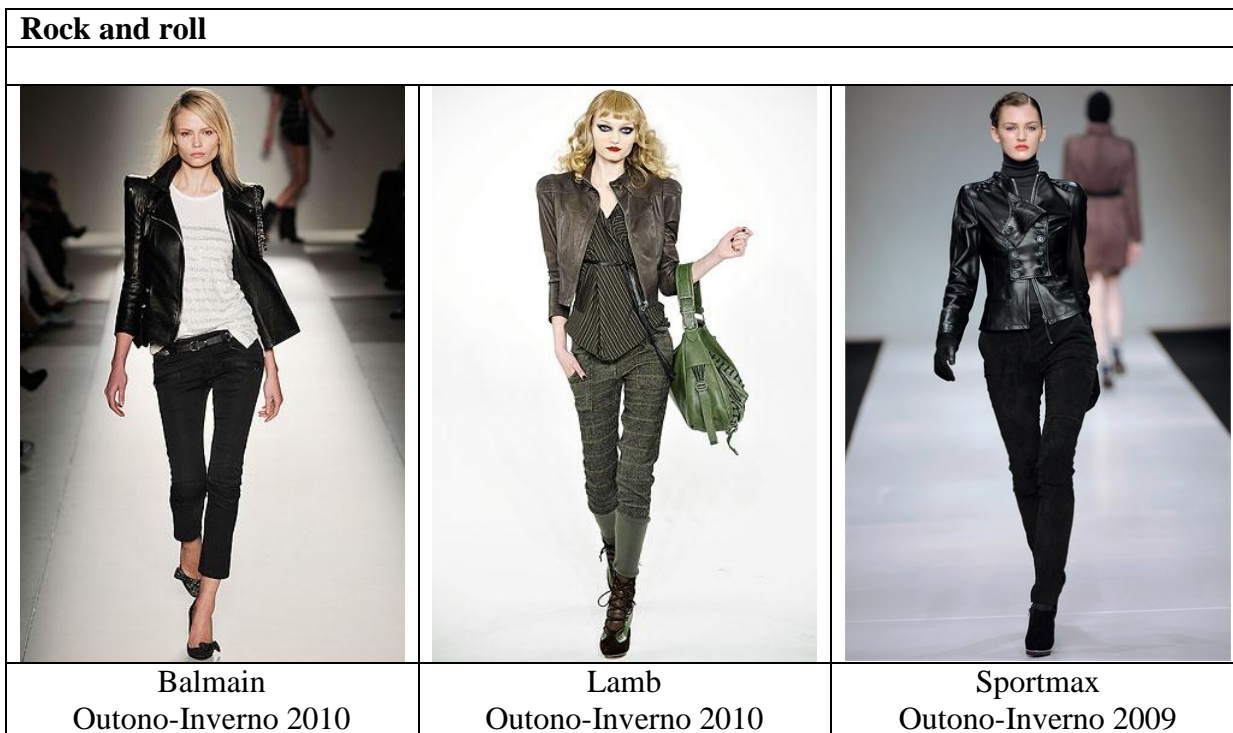 Rock and roll
Balmain
Outono-Inverno 2010
Lamb
Outono-Inverno 2010
Sportmax
Outono-Inverno 2009